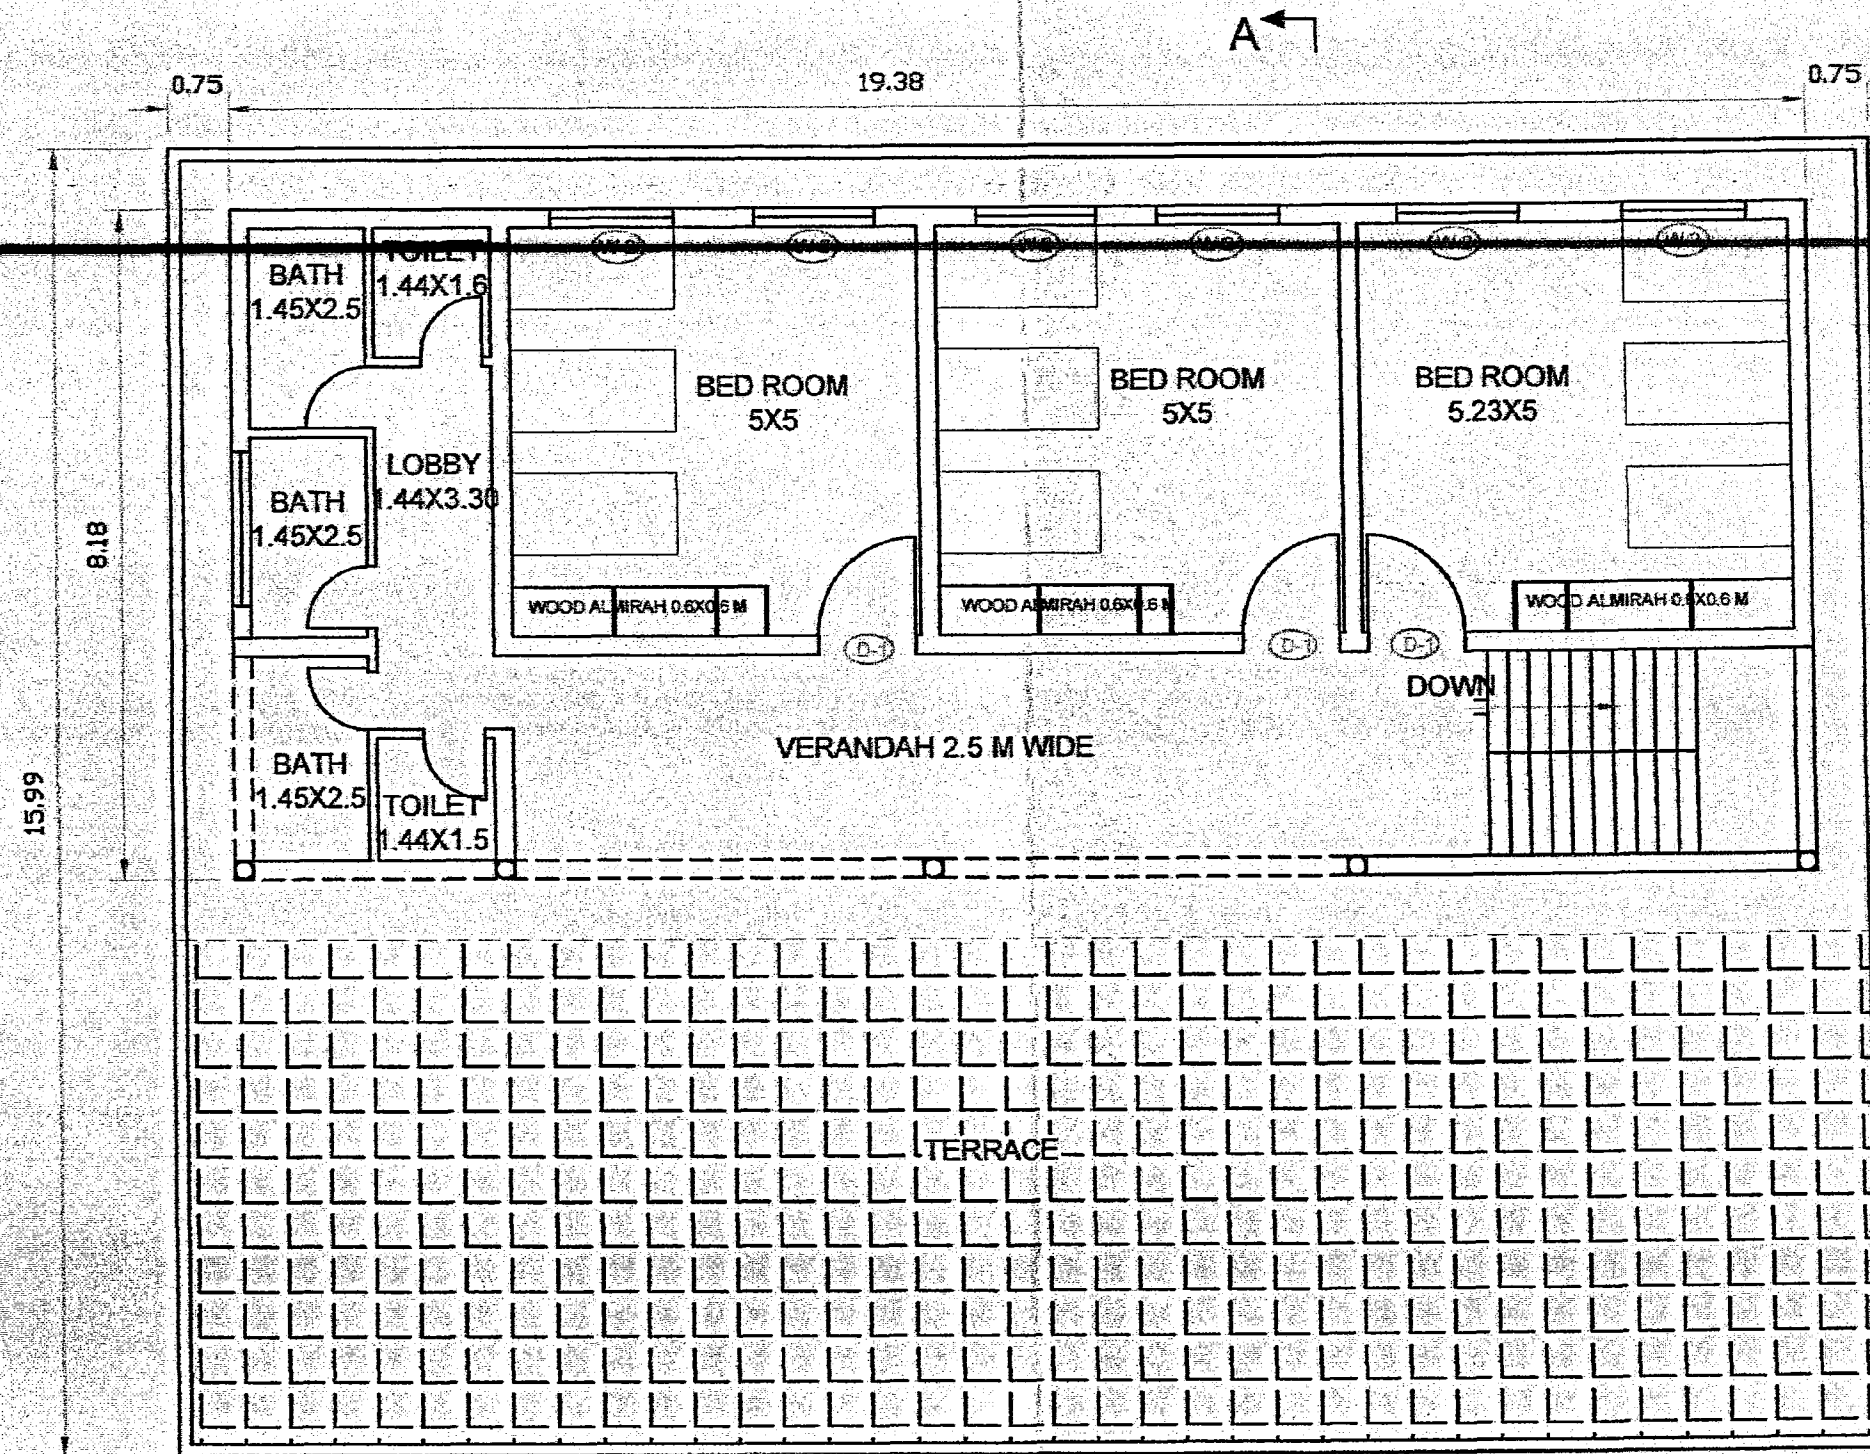 A
0.75
19.38
0.75
TOILET
1.44X1.6
BATH
1.45X2.5
BED ROOM
5X5
BED ROOM
5X5
BED ROOM
5.23X5
LOBBY
1.44X3.30
BATH
1.45X2.5
8.18
WOOD ALMIRAH 0.6X0.6 M
WOOD ALMIRAH 0.6X0.6 M
WOOD ALMIRAH 0.6X0.6 M
D-1
D-1
D-1
DOWN
VERANDAH 2.5 M WIDE
BATH
1.45X2.5
TOILET
1.44X1.5
15.99
TERRACE